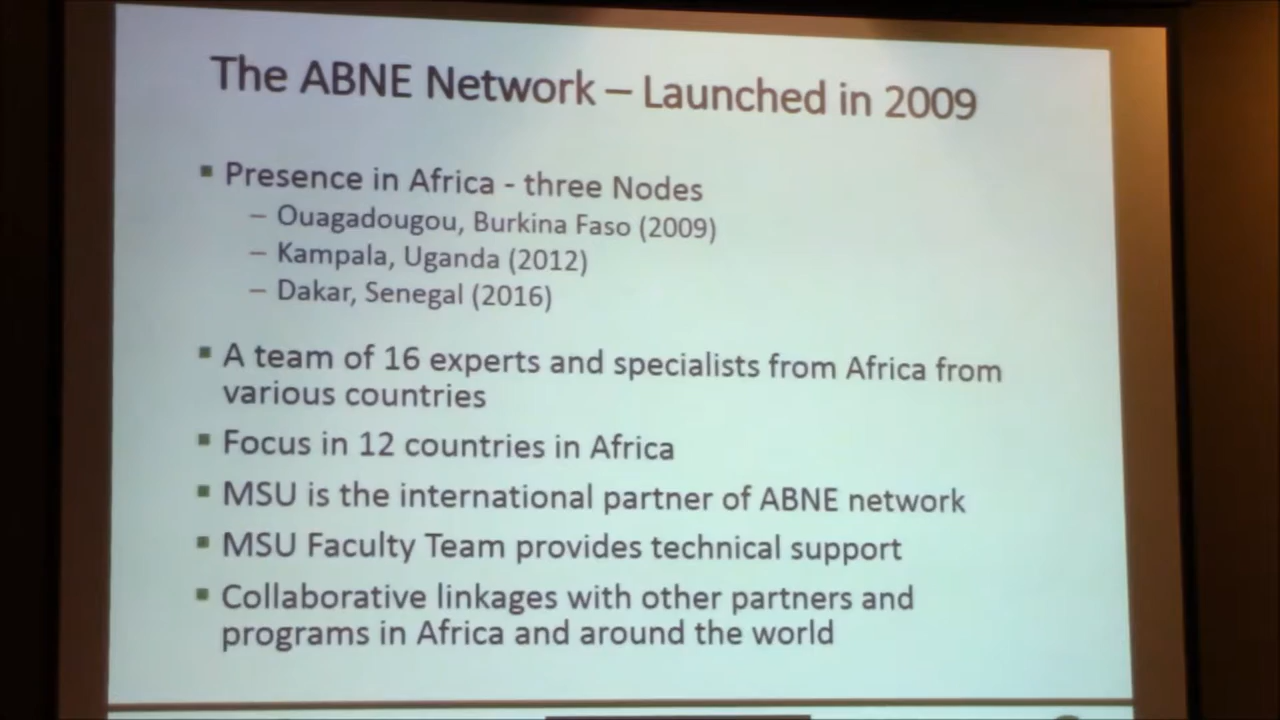 The ABNE Network – Launched in 2009
▪ Presence in Africa - three Nodes
– Ouagadougou, Burkina Faso (2009)
– Kampala, Uganda (2012)
– Dakar, Senegal (2016)
▪ A team of 16 experts and specialists from Africa from
various countries
▪ Focus in 12 countries in Africa
▪ MSU is the international partner of ABNE network
▪ MSU Faculty Team provides technical support
▪ Collaborative linkages with other partners and
programs in Africa and around the world